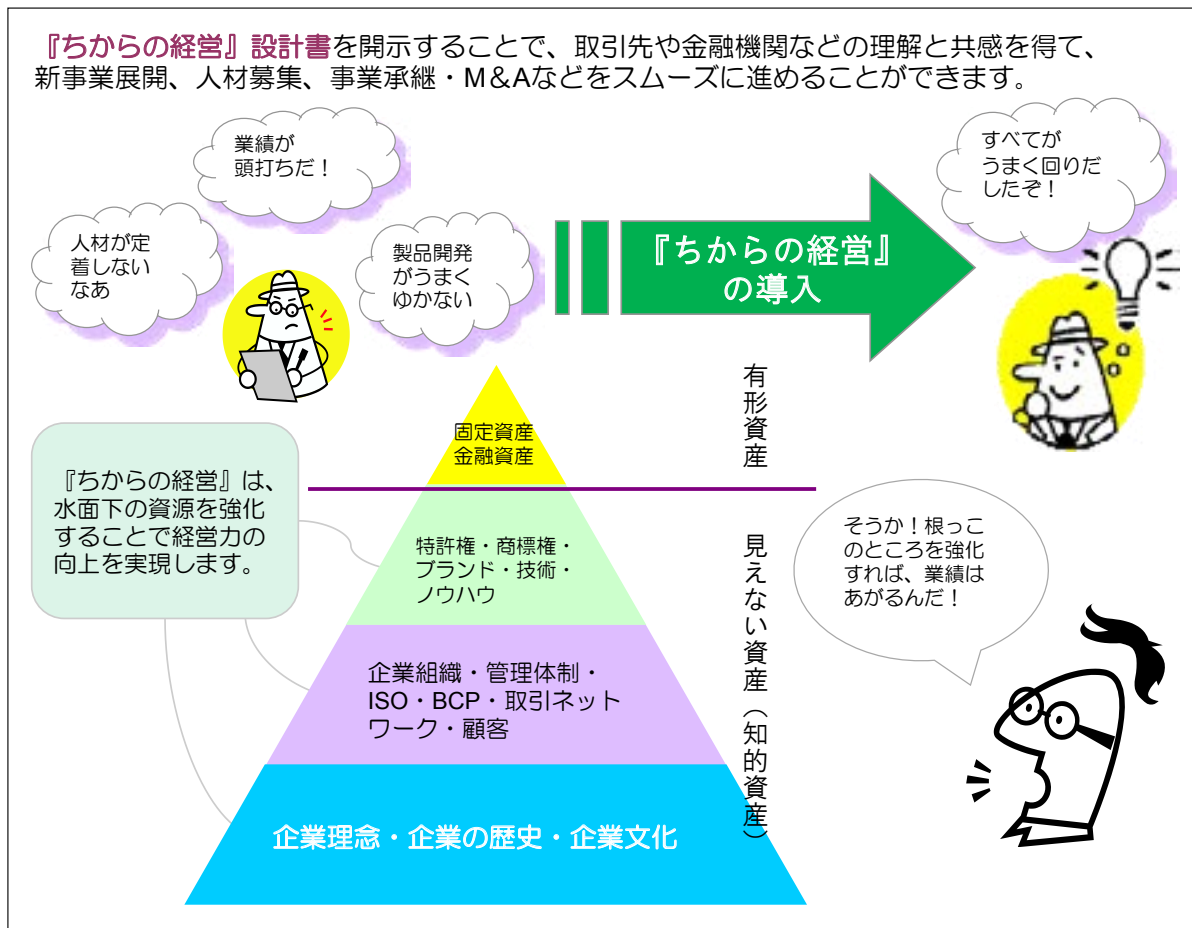 『ちからの経営』設計書を開示することで、取引先や金融機関などの理解と共感を得て、
新事業展開、人材募集、事業承継・M&Aなどをスムーズに進めることができます。
業績が
頭打ちだ！
人材が定
着しない
なあ
製品開発
がうまく
ゆかない
『ちからの経営』
の導入
すべてが
うまく回りだ
したぞ！
有形資産
固定資産
金融資産
『ちからの経営』は、
水面下の資源を強化
することで経営力の
向上を実現します。
特許権・商標権・
ブランド・技術・
ノウハウ
見えない資産（知的資産）
そうか！根っこ
のところを強化
すれば、業績は
あがるんだ！
企業組織・管理体制・
ISO・BCP・取引ネット
ワーク・顧客
企業理念・企業の歴史・企業文化